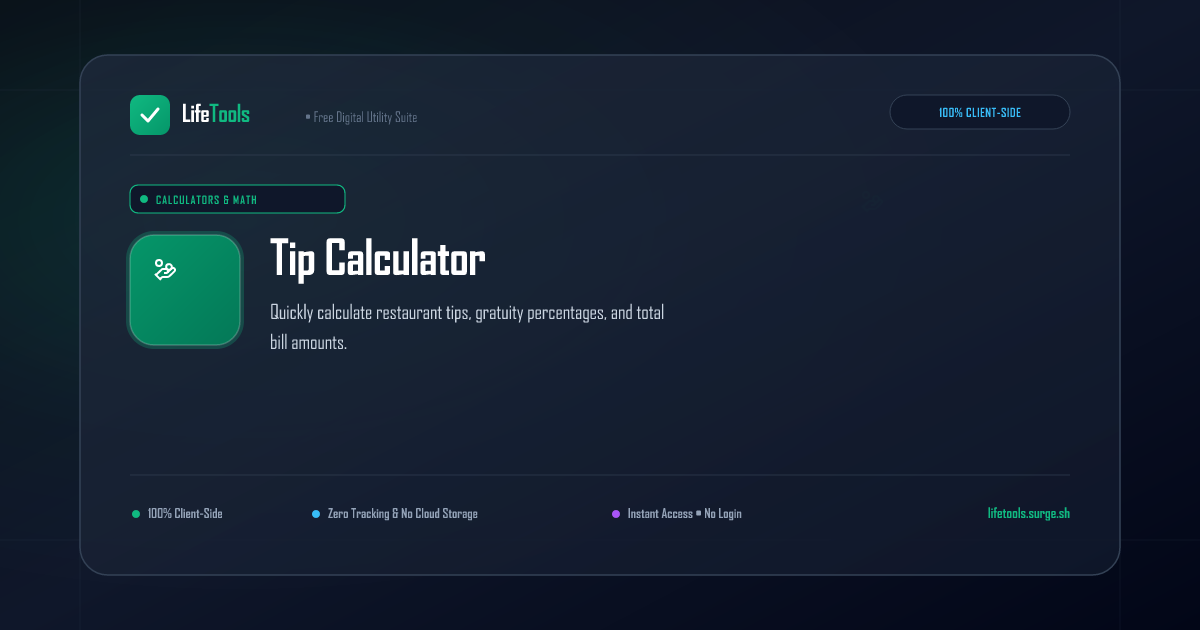 LifeTools
▪ Free Digital Utility Suite
100% CLIENT-SIDE
CALCULATORS & MATH
Tip Calculator
Quickly calculate restaurant tips, gratuity percentages, and total
bill amounts.
100% Client-Side
Zero Tracking & No Cloud Storage
Instant Access ▪ No Login
lifetools.surge.sh